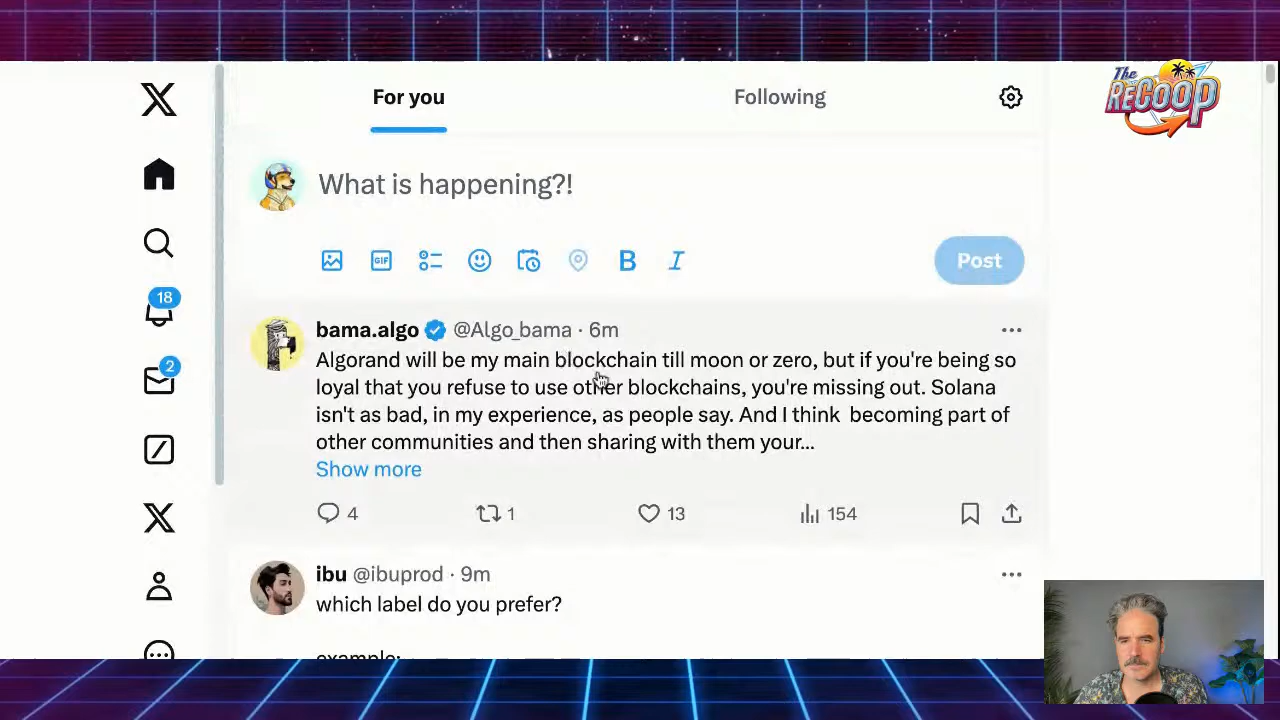 The
RECOOP
For you
Following
What is happening?!
GIF
B
I
Post
18
2
bama.algo @Algo_bama · 6m
Algorand will be my main blockchain till moon or zero, but if you're being so
loyal that you refuse to use other blockchains, you're missing out. Solana
isn't as bad, in my experience, as people say. And I think becoming part of
other communities and then sharing with them your...
Show more
4
1
13
154
ibu @ibuprod · 9m
which label do you prefer?
example: